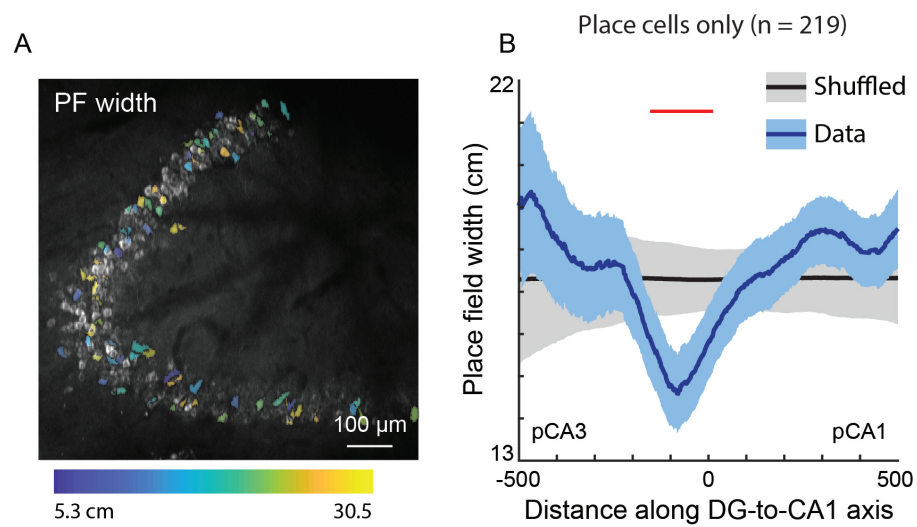 A
PF width
100 µm
5.3 cm
30.5
B
Place cells only (n = 219)
22
Shuffled
Data
Place field width (cm)
pCA3
pCA1
13
-500
0
500
Distance along DG-to-CA1 axis